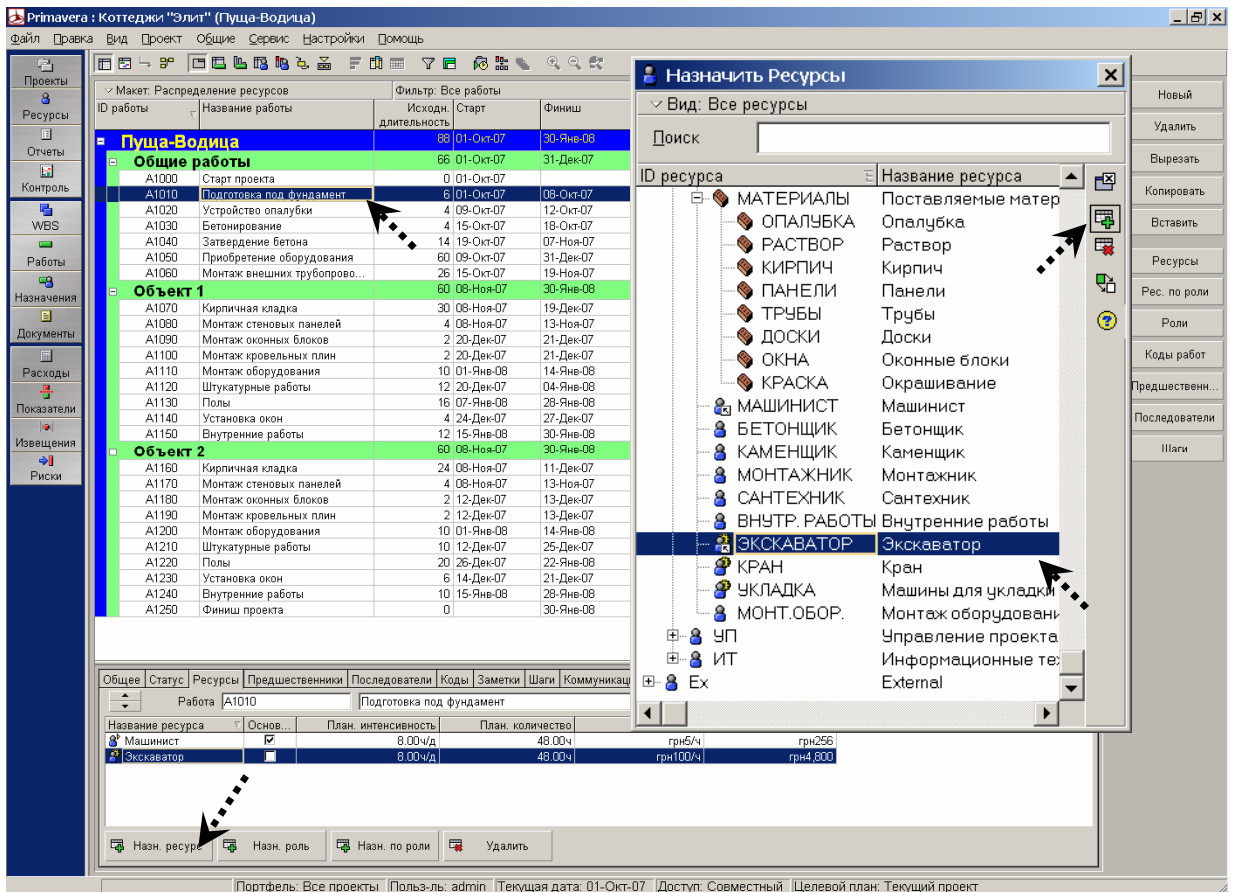 Primavera : Коттеджи "Элит" (Пуща-Водица)
Файл Правка Вид Проект Общие Сервис Настройки Помощь
Проекты
Ресурсы
Отчеты
Контроль
WBS
Работы
Назначения
Документы
Расходы
Показатели
Извещения
Риски
Макет: Распределение ресурсов Фильтр: Все работы
ID работы Название работы Исходн. длительность Старт Финиш
Пуща-Водица 88 01-Окт-07 30-Янв-08
Общие работы 66 01-Окт-07 31-Дек-07
A1000 Старт проекта 0 01-Окт-07
A1010 Подготовка под фундамент 6 01-Окт-07 08-Окт-07
A1020 Устройство опалубки 4 09-Окт-07 12-Окт-07
A1030 Бетонирование 4 15-Окт-07 18-Окт-07
A1040 Затвердение бетона 14 19-Окт-07 07-Ноя-07
A1050 Приобретение оборудования 60 09-Окт-07 31-Дек-07
A1060 Монтаж внешних трубопрово... 26 15-Окт-07 19-Ноя-07
Объект 1 60 08-Ноя-07 30-Янв-08
A1070 Кирпичная кладка 30 08-Ноя-07 19-Дек-07
A1080 Монтаж стеновых панелей 4 08-Ноя-07 13-Ноя-07
A1090 Монтаж оконных блоков 2 20-Дек-07 21-Дек-07
A1100 Монтаж кровельных плин 2 20-Дек-07 21-Дек-07
A1110 Монтаж оборудования 10 01-Янв-08 14-Янв-08
A1120 Штукатурные работы 12 20-Дек-07 04-Янв-08
A1130 Полы 16 07-Янв-08 28-Янв-08
A1140 Установка окон 4 24-Дек-07 27-Дек-07
A1150 Внутренние работы 12 15-Янв-08 30-Янв-08
Объект 2 60 08-Ноя-07 30-Янв-08
A1160 Кирпичная кладка 24 08-Ноя-07 11-Дек-07
A1170 Монтаж стеновых панелей 4 08-Ноя-07 13-Ноя-07
A1180 Монтаж оконных блоков 2 12-Дек-07 13-Дек-07
A1190 Монтаж кровельных плин 2 12-Дек-07 13-Дек-07
A1200 Монтаж оборудования 10 01-Янв-08 14-Янв-08
A1210 Штукатурные работы 10 12-Дек-07 25-Дек-07
A1220 Полы 20 26-Дек-07 22-Янв-08
A1230 Установка окон 6 14-Дек-07 21-Дек-07
A1240 Внутренние работы 10 15-Янв-08 28-Янв-08
A1250 Финиш проекта 0 30-Янв-08
Общее Статус Ресурсы Предшественники Последователи Коды Заметки Шаги Коммуникац
Работа A1010 Подготовка под фундамент
Название ресурса Основ... План. интенсивность План. количество
Машинист 8.00ч/д 48.00ч грн5/ч грн256
Экскаватор 8.00ч/д 48.00ч грн100/ч грн4,800
Назн. ресурс Назн. роль Назн. по роли Удалить
Назначить Ресурсы
Вид: Все ресурсы
Поиск
ID ресурса Название ресурса
МАТЕРИАЛЫ Поставляемые матер
ОПАЛУБКА Опалубка
РАСТВОР Раствор
КИРПИЧ Кирпич
ПАНЕЛИ Панели
ТРУБЫ Трубы
ДОСКИ Доски
ОКНА Оконные блоки
КРАСКА Окрашивание
МАШИНИСТ Машинист
БЕТОНЩИК Бетонщик
КАМЕНЩИК Каменщик
МОНТАЖНИК Монтажник
САНТЕХНИК Сантехник
ВНУТР. РАБОТЫ Внутренние работы
ЭКСКАВАТОР Экскаватор
КРАН Кран
УКЛАДКА Машины для укладки
МОНТ.ОБОР. Монтаж оборудовани
УП Управление проекта
ИТ Информационные те
Ex External
Новый
Удалить
Вырезать
Копировать
Вставить
Ресурсы
Рес. по роли
Роли
Коды работ
Предшественн...
Последователи
Шаги
Портфель: Все проекты Польз-ль: admin Текущая дата: 01-Окт-07 Доступ: Совместный Целевой план: Текущий проект